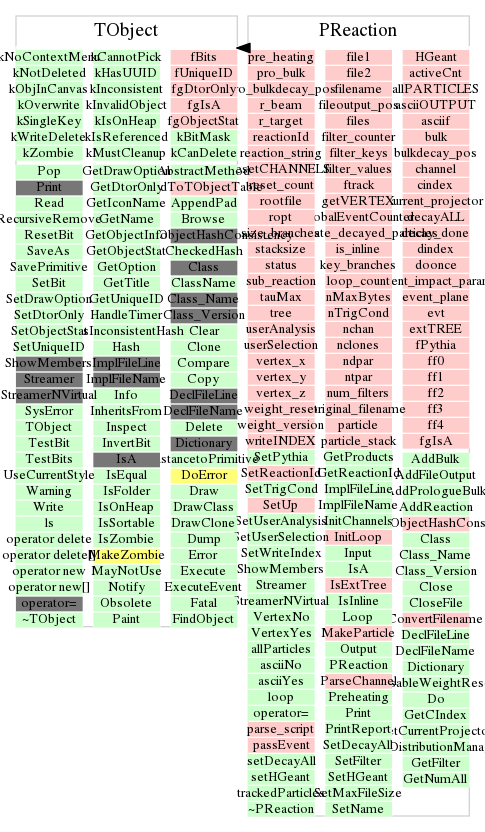 TObject
kNotDeleted kHasUUID fUniqueID
kObjInCanvas kInconsistent
kOverwrite kInvalidObject fgIsA
kSingleKey kIsOnHeap fgObjectStat
kIsReferenced kBitMask
kZombie kMustCleanup kCanDelete
Pop
Print GetDtorOnly
Read GetIconName AppendPad
GetName Browse
ResetBit
SaveAs CheckedHash
SavePrimitive GetOption Class
SetBit GetTitle ClassName
GetUniqueID Class_Name
SetDtorOnly HandleTimer Class_Version
Clear
SetUniqueID Hash Clone
ShowMembers ImplFileLine Compare
Streamer ImplFileName Copy
StreamerNVirtual Info DeclFileLine
SysError InheritsFrom DeclFileName
TObject Inspect Delete
TestBit InvertBit Dictionary
TestBits IsA
UseCurrentStyle IsEqual DoError
Warning IsFolder Draw
Write IsOnHeap DrawClass
ls IsSortable DrawClone
operator delete IsZombie Dump
operator delete[] MakeZombie Error
operator new MayNotUse Execute
operator new[] Notify ExecuteEvent
operator= Obsolete Fatal
~TObject Paint FindObject
PReaction
pre_heating file1 HGeant
pro_bulk file2 activeCnt
filename allPARTICLES
r_beam asciiOUTPUT
r_target files asciif
reactionId filter_counter bulk
reaction_string filter_keys bulkdecay_pos
filter_values channel
reset_count ftrack cindex
rootfile getVERTEX
ropt decayALL
stacksize is_inline dindex
status key_branches doonce
sub_reaction loop_count
tauMax nMaxBytes event_plane
tree nTrigCond evt
userAnalysis nchan extTREE
userSelection nclones fPythia
vertex_x ndpar ff0
vertex_y ntpar ff1
vertex_z num_filters ff2
original_filename ff3
weight_version particle ff4
writeINDEX particle_stack fgIsA
SetPythia GetProducts AddBulk
SetReactionId GetReactionId AddFileOutput
SetTrigCond ImplFileLine AddPrologueBulk
SetUp ImplFileName AddReaction
SetUserAnalysis InitChannels
SetUserSelection InitLoop Class
SetWriteIndex Input Class_Name
ShowMembers IsA Class_Version
Streamer IsExtTree Close
StreamerNVirtual IsInline CloseFile
VertexNo Loop ConvertFilename
VertexYes MakeParticle DeclFileLine
allParticles Output DeclFileName
asciiNo PReaction Dictionary
asciiYes ParseChannel
loop Preheating Do
operator= Print GetCIndex
parse_script PrintReport
passEvent SetDecayAll
setDecayAll SetFilter GetFilter
setHGeant SetHGeant GetNumAll
trackedParticles SetMaxFileSize
~PReaction SetName